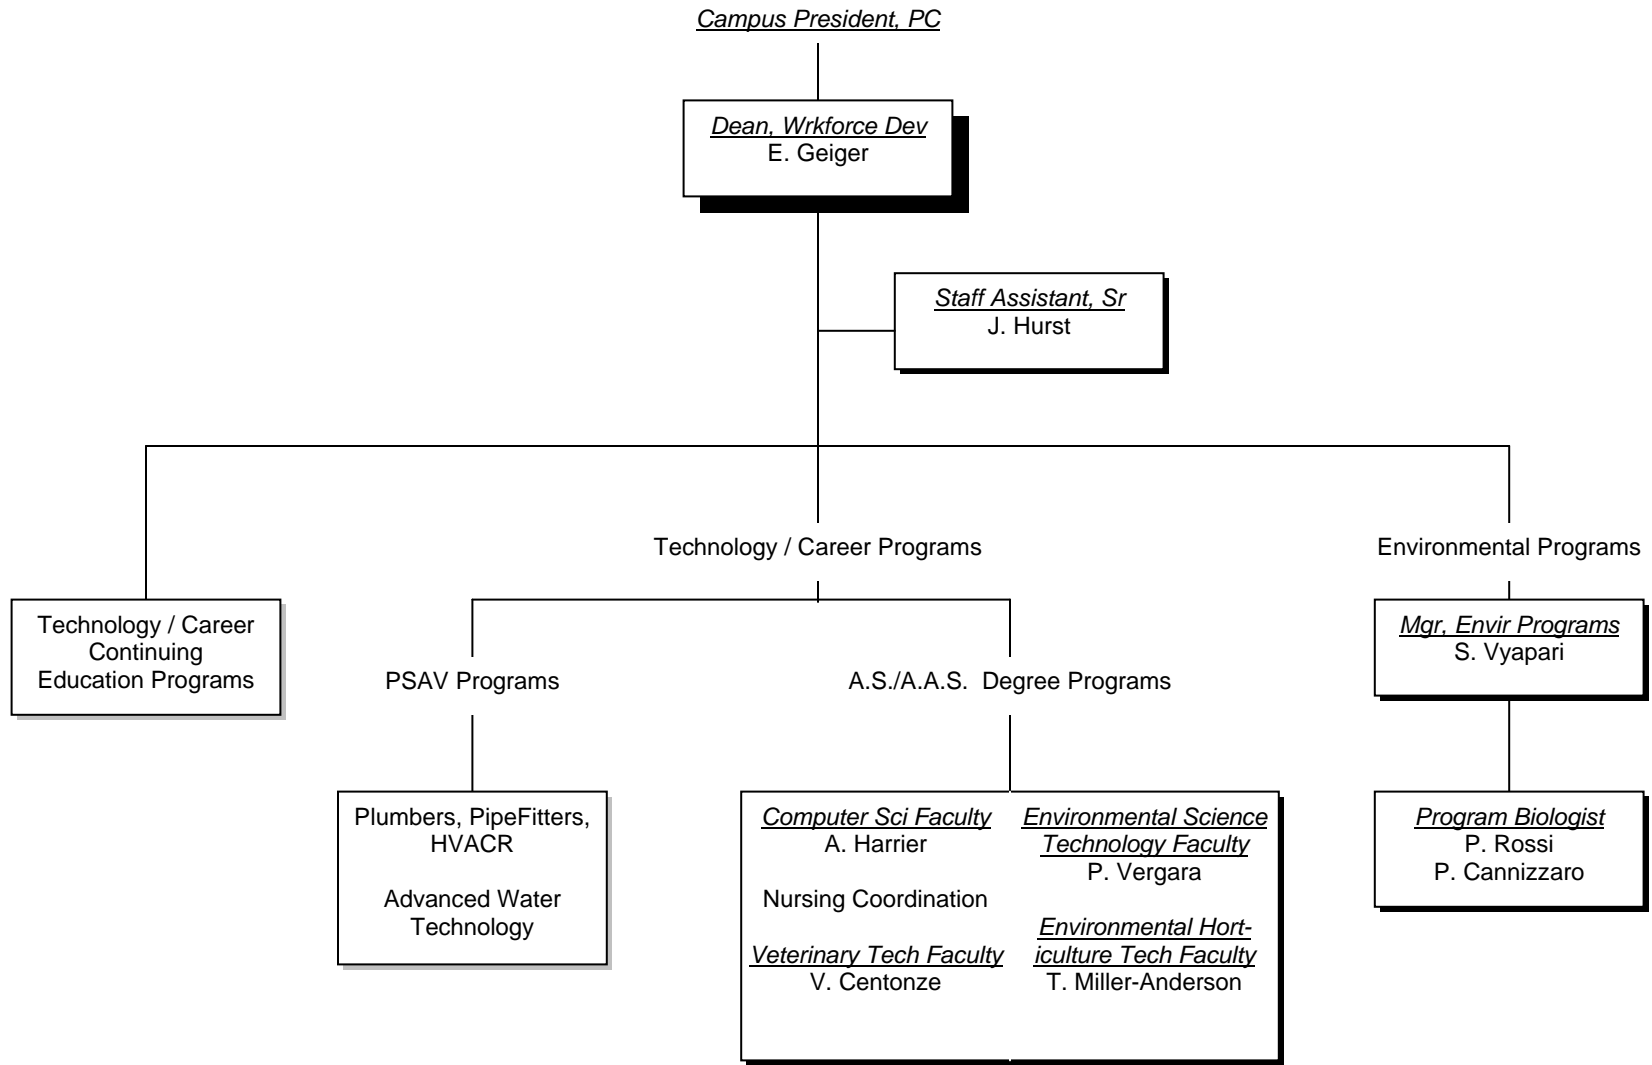 Campus President, PC
Dean, Wrkforce Dev
E. Geiger
Staff Assistant, Sr
J. Hurst
Technology / Career Programs
Environmental Programs
Technology / Career
Continuing
Education Programs
Mgr, Envir Programs
S. Vyapari
PSAV Programs
A.S./A.A.S. Degree Programs
Plumbers, PipeFitters,
HVACR
Advanced Water
Technology
Computer Sci Faculty
A. Harrier
Nursing Coordination
Veterinary Tech Faculty
V. Centonze
Environmental Science
Technology Faculty
P. Vergara
Environmental Hort-
iculture Tech Faculty
T. Miller-Anderson
Program Biologist
P. Rossi
P. Cannizzaro